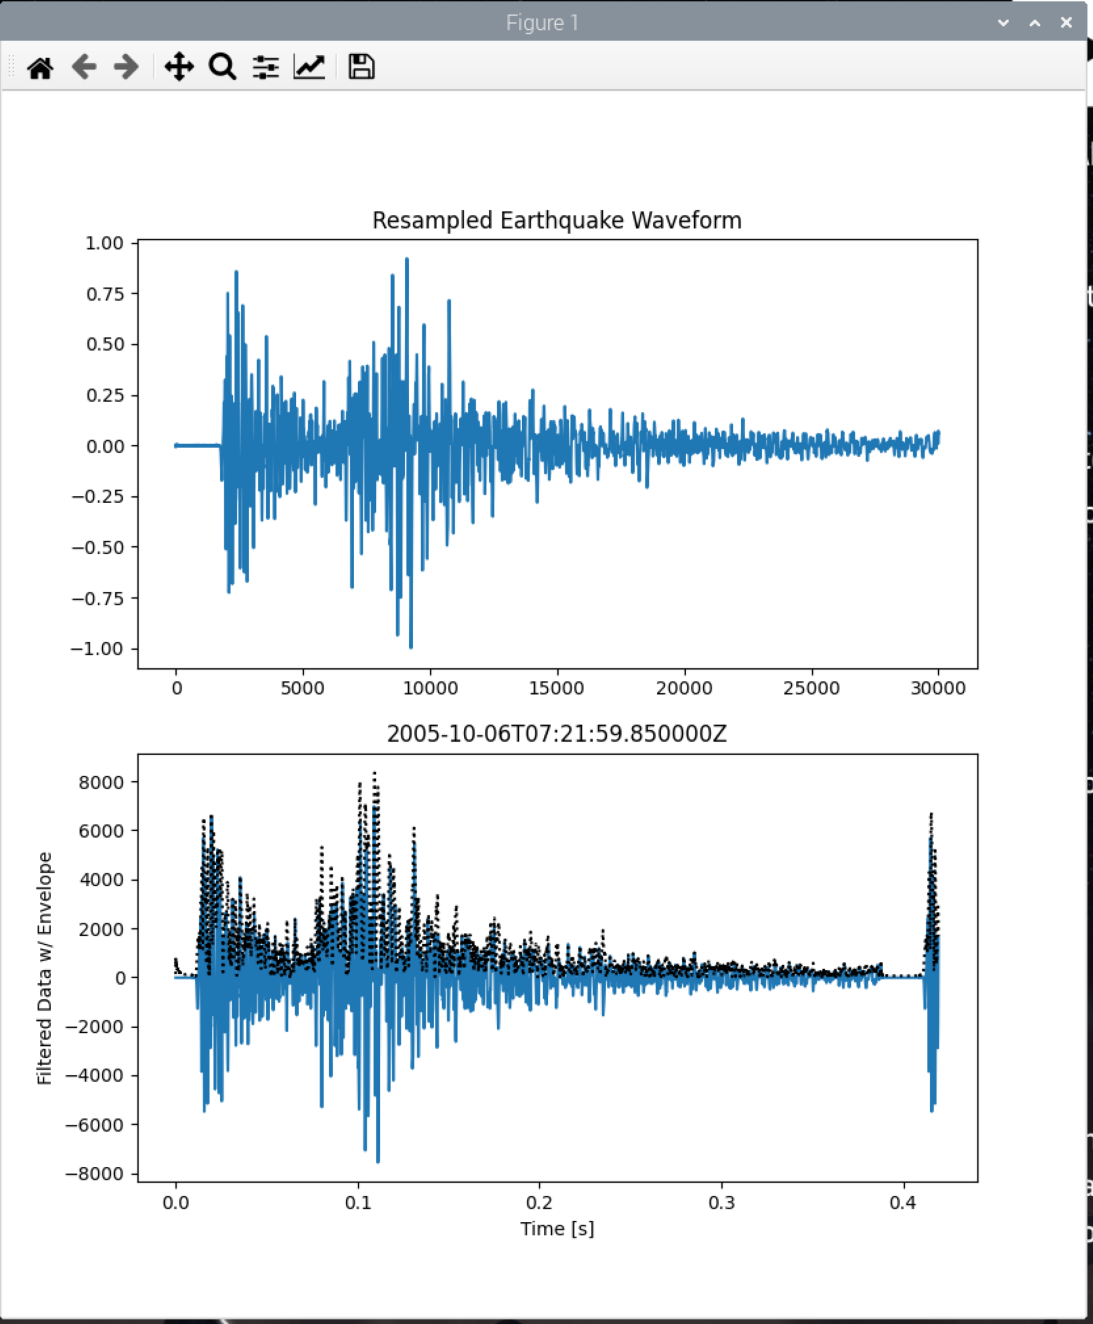 Figure 1
Resampled Earthquake Waveform
1.00
0.75
0.50
0.25
0.00
−0.25
−0.50
−0.75
−1.00
0 5000 10000 15000 20000 25000 30000
2005-10-06T07:21:59.850000Z
Filtered Data w/ Envelope
8000
6000
4000
2000
0
−2000
−4000
−6000
−8000
0.0 0.1 0.2 0.3 0.4
Time [s]